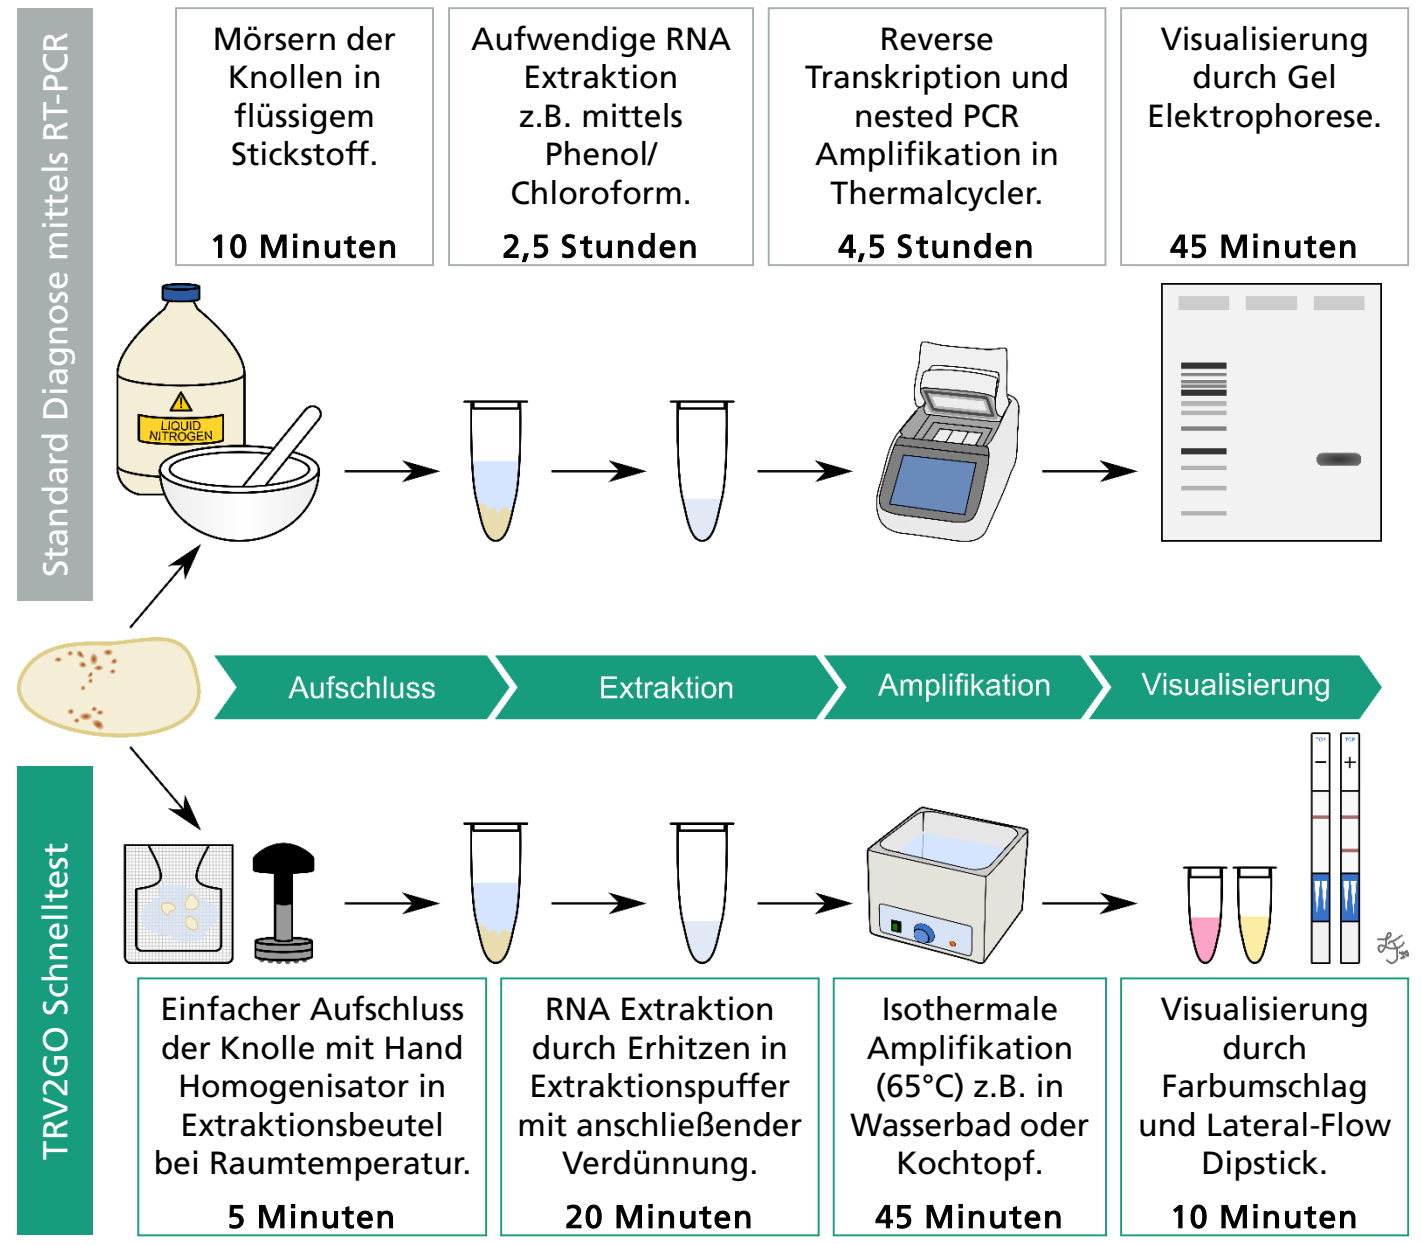 Standard Diagnose mittels RT-PCR
Mörsern der
Knollen in
flüssigem
Stickstoff.
10 Minuten
Aufwendige RNA
Extraktion
z.B. mittels
Phenol/
Chloroform.
2,5 Stunden
Reverse
Transkription und
nested PCR
Amplifikation in
Thermalcycler.
4,5 Stunden
Visualisierung
durch Gel
Elektrophorese.
45 Minuten
LIQUID
NITROGEN
Aufschluss
Extraktion
Amplifikation
Visualisierung
TRV2GO Schnelltest
TOP
−
TOP
+
Einfacher Aufschluss
der Knolle mit Hand
Homogenisator in
Extraktionsbeutel
bei Raumtemperatur.
5 Minuten
RNA Extraktion
durch Erhitzen in
Extraktionspuffer
mit anschließender
Verdünnung.
20 Minuten
Isothermale
Amplifikation
(65°C) z.B. in
Wasserbad oder
Kochtopf.
45 Minuten
Visualisierung
durch
Farbumschlag
und Lateral-Flow
Dipstick.
10 Minuten